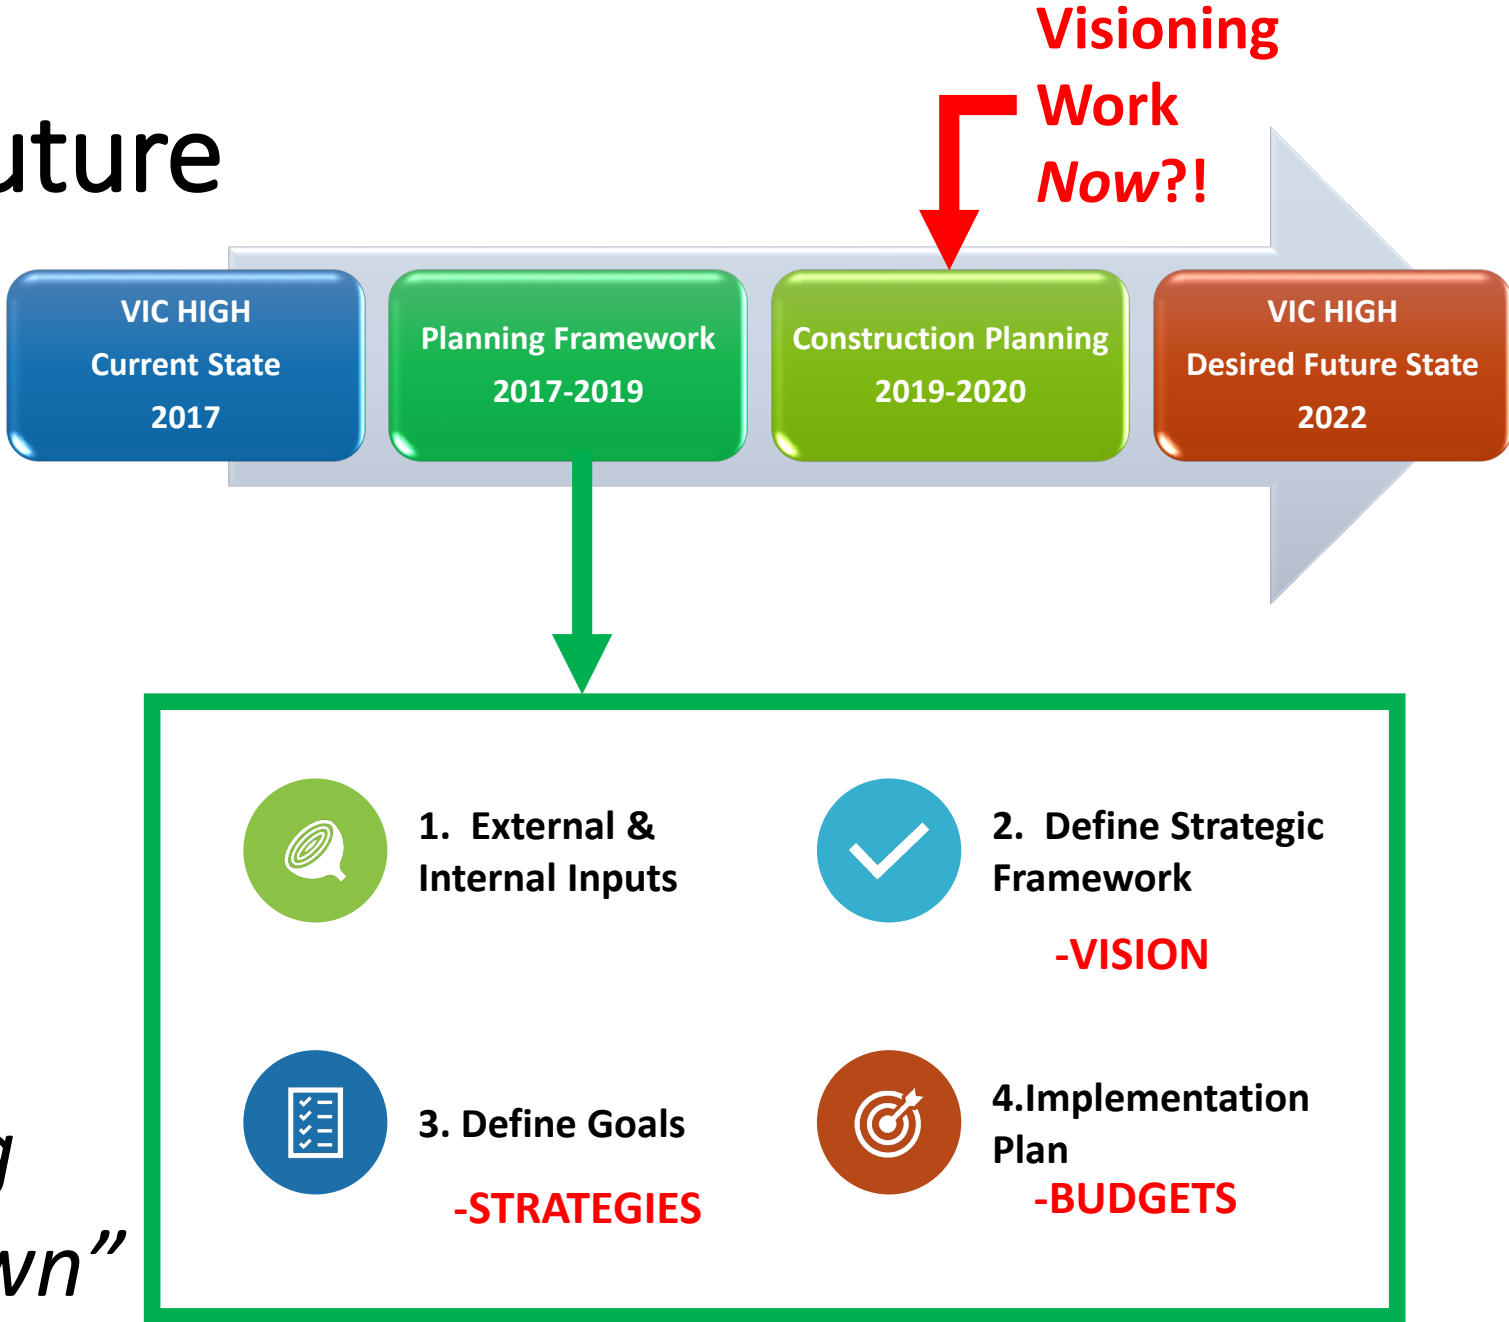 Visioning
Work
Now?!
uture
VIC HIGH
Current State
2017
Planning Framework
2017-2019
Construction Planning
2019-2020
VIC HIGH
Desired Future State
2022
1. External &
Internal Inputs
2. Define Strategic
Framework
-VISION
3. Define Goals
-STRATEGIES
4.Implementation
Plan
-BUDGETS
g
wn”